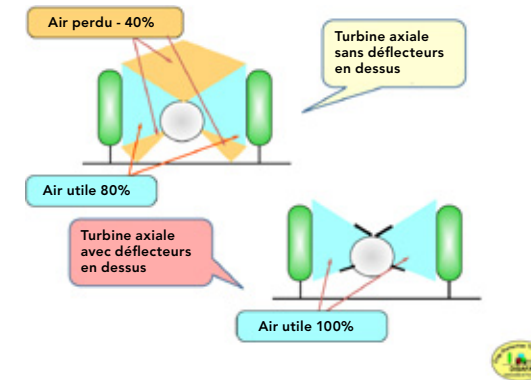 Air perdu - 40%
Turbine axiale
sans déflecteurs
en dessus
Air utile 80%
Turbine axiale
avec déflecteurs
en dessus
Air utile 100%